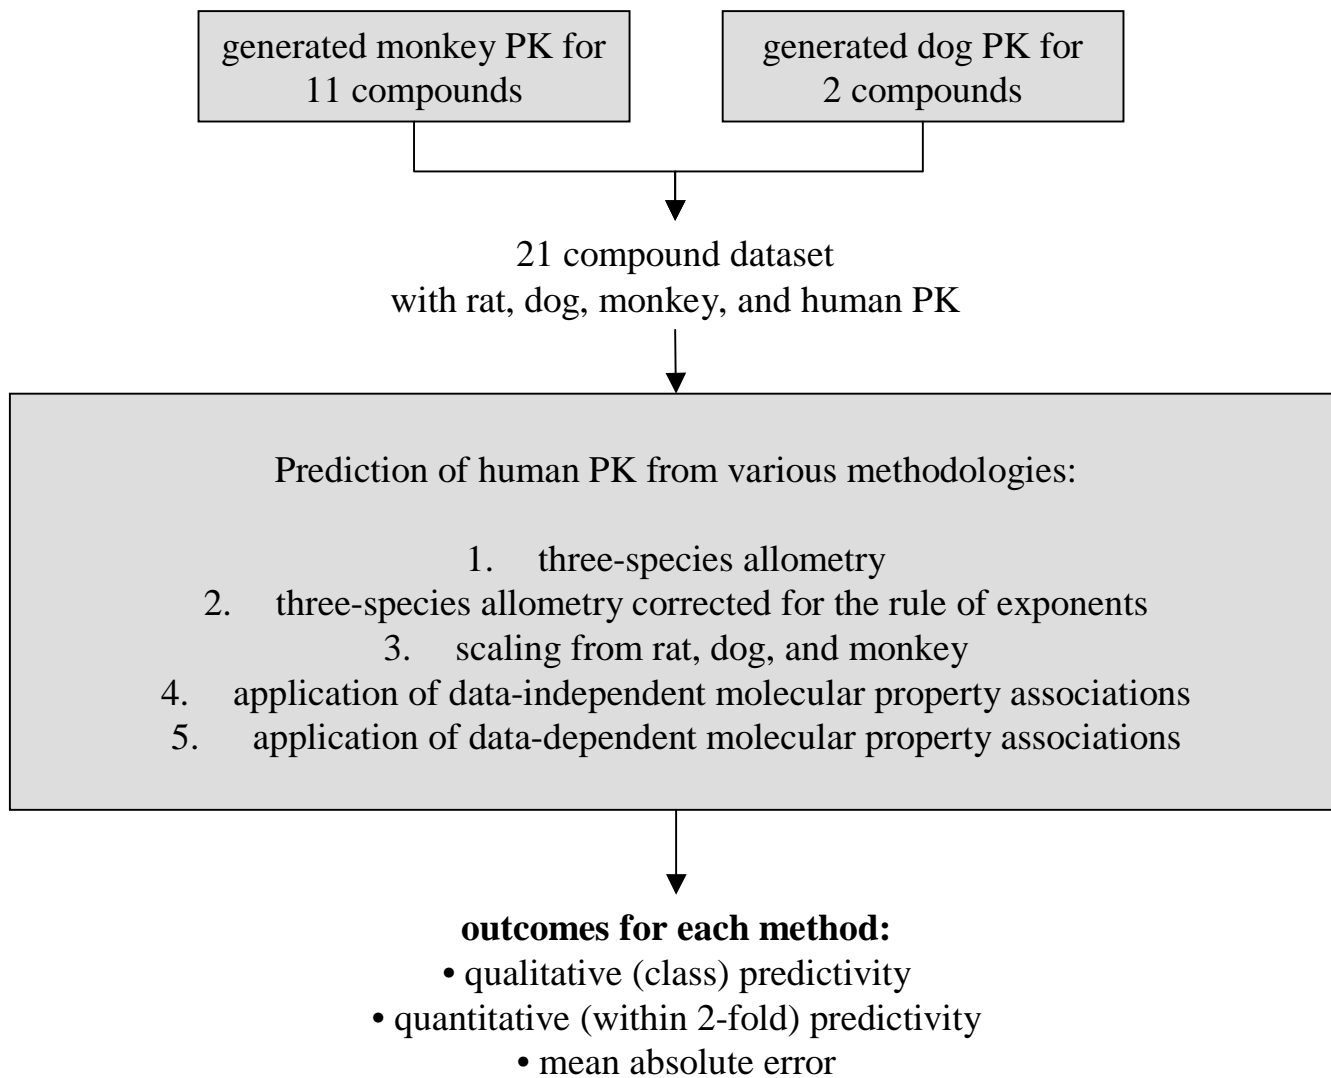 generated monkey PK for
11 compounds
generated dog PK for
2 compounds
21 compound dataset
with rat, dog, monkey, and human PK
Prediction of human PK from various methodologies:
1. three-species allometry
2. three-species allometry corrected for the rule of exponents
3. scaling from rat, dog, and monkey
4. application of data-independent molecular property associations
5. application of data-dependent molecular property associations
outcomes for each method:
• qualitative (class) predictivity
• quantitative (within 2-fold) predictivity
• mean absolute error